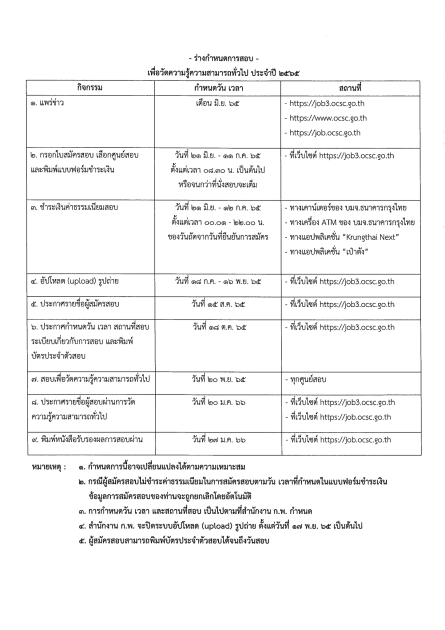 - ร่างกำหนดการสอบ -
เพื่อวัดความรู้ความสามารถทั่วไป ประจำปี ๒๕๖๕
กิจกรรม กำหนดวัน เวลา สถานที่
๑. แพร่ข่าว เดือน มิ.ย. ๖๕ - https://job3.ocsc.go.th
- https://www.ocsc.go.th
- https://job.ocsc.go.th
๒. กรอกใบสมัครสอบ เลือกศูนย์สอบ วันที่ ๒๑ มิ.ย. - ๑๑ ก.ค. ๖๕ - ที่เว็บไซต์ https://job3.ocsc.go.th
และพิมพ์แบบฟอร์มชำระเงิน ตั้งแต่เวลา ๐๘.๓๐ น. เป็นต้นไป
หรือจนกว่าที่นั่งสอบจะเต็ม
๓. ชำระเงินค่าธรรมเนียมสอบ วันที่ ๒๑ มิ.ย. - ๑๒ ก.ค. ๖๕ - ทางเคาน์เตอร์ของ บมจ.ธนาคารกรุงไทย
ตั้งแต่เวลา ๐๐.๐๑ - ๒๒.๐๐ น. - ทางเครื่อง ATM ของ บมจ.ธนาคารกรุงไทย
ของวันถัดจากวันที่ยืนยันการสมัคร - ทางแอปพลิเคชั่น “Krungthai Next”
- ทางแอปพลิเคชั่น “เป๋าตัง”
๔. อัปโหลด (upload) รูปถ่าย วันที่ ๑๘ ก.ค. - ๑๖ พ.ย. ๖๕ - ที่เว็บไซต์ https://job3.ocsc.go.th
๕. ประกาศรายชื่อผู้สมัครสอบ วันที่ ๑๕ ส.ค. ๖๕ - ที่เว็บไซต์ https://job3.ocsc.go.th
๖. ประกาศกำหนดวัน เวลา สถานที่สอบ วันที่ ๑๘ ต.ค. ๖๕ - ที่เว็บไซต์ https://job3.ocsc.go.th
ระเบียบเกี่ยวกับการสอบ และพิมพ์
บัตรประจำตัวสอบ
๗. สอบเพื่อวัดความรู้ความสามารถทั่วไป วันที่ ๒๐ พ.ย. ๖๕ - ทุกศูนย์สอบ
๘. ประกาศรายชื่อผู้สอบผ่านการวัด วันที่ ๒๐ ม.ค. ๖๖ - ที่เว็บไซต์ https://job3.ocsc.go.th
ความรู้ความสามารถทั่วไป - ที่เว็บไซต์ https://job.ocsc.go.th
๙. พิมพ์หนังสือรับรองผลการสอบผ่าน วันที่ ๒๗ ม.ค. ๖๖ - ที่เว็บไซต์ https://job.ocsc.go.th
หมายเหตุ : ๑. กำหนดการนี้อาจเปลี่ยนแปลงได้ตามความเหมาะสม
๒. กรณีผู้สมัครสอบไม่ชำระค่าธรรมเนียมในการสมัครสอบตามวัน เวลาที่กำหนดในแบบฟอร์มชำระเงิน
ข้อมูลการสมัครสอบของท่านจะถูกยกเลิกโดยอัตโนมัติ
๓. การกำหนดวัน เวลา และสถานที่สอบ เป็นไปตามที่สำนักงาน ก.พ. กำหนด
๔. สำนักงาน ก.พ. จะปิดระบบอัปโหลด (upload) รูปถ่าย ตั้งแต่วันที่ ๑๗ พ.ย. ๖๕ เป็นต้นไป
๕. ผู้สมัครสอบสามารถพิมพ์บัตรประจำตัวสอบได้จนถึงวันสอบ